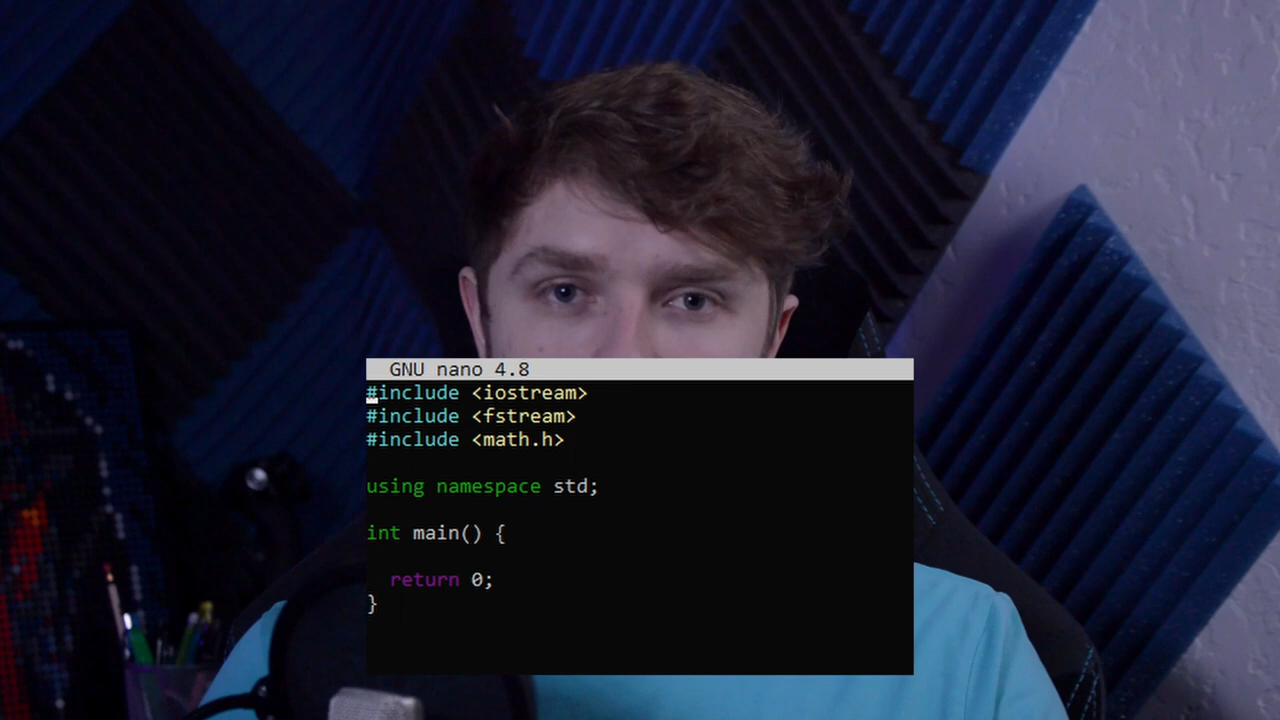 GNU nano 4.8
#include <iostream>
#include <fstream>
#include <math.h>
using namespace std;
int main() {
return 0;
}